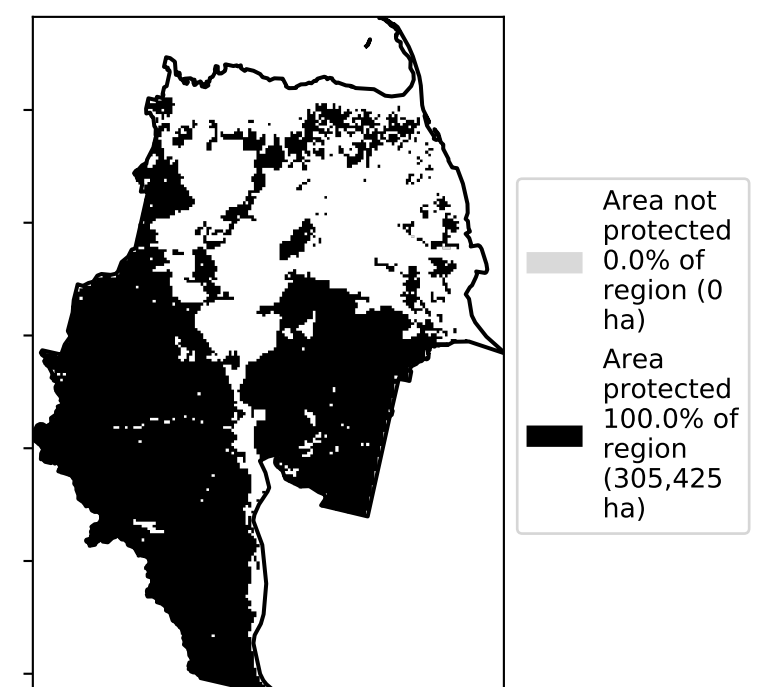 Area not
protected
0.0% of
region (0
ha)
Area
protected
100.0% of
region
(305,425
ha)